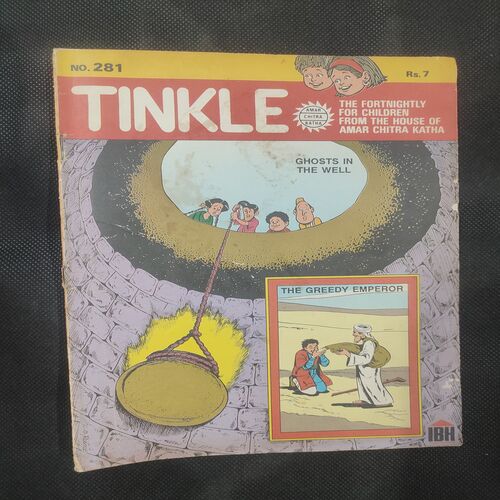 NO. 281
Rs. 7
TINKLE
AMAR
CHITRA
KATHA
THE FORTNIGHTLY
FOR CHILDREN
FROM THE HOUSE OF
AMAR CHITRA KATHA
GHOSTS IN
THE WELL
THE GREEDY EMPEROR
IBH